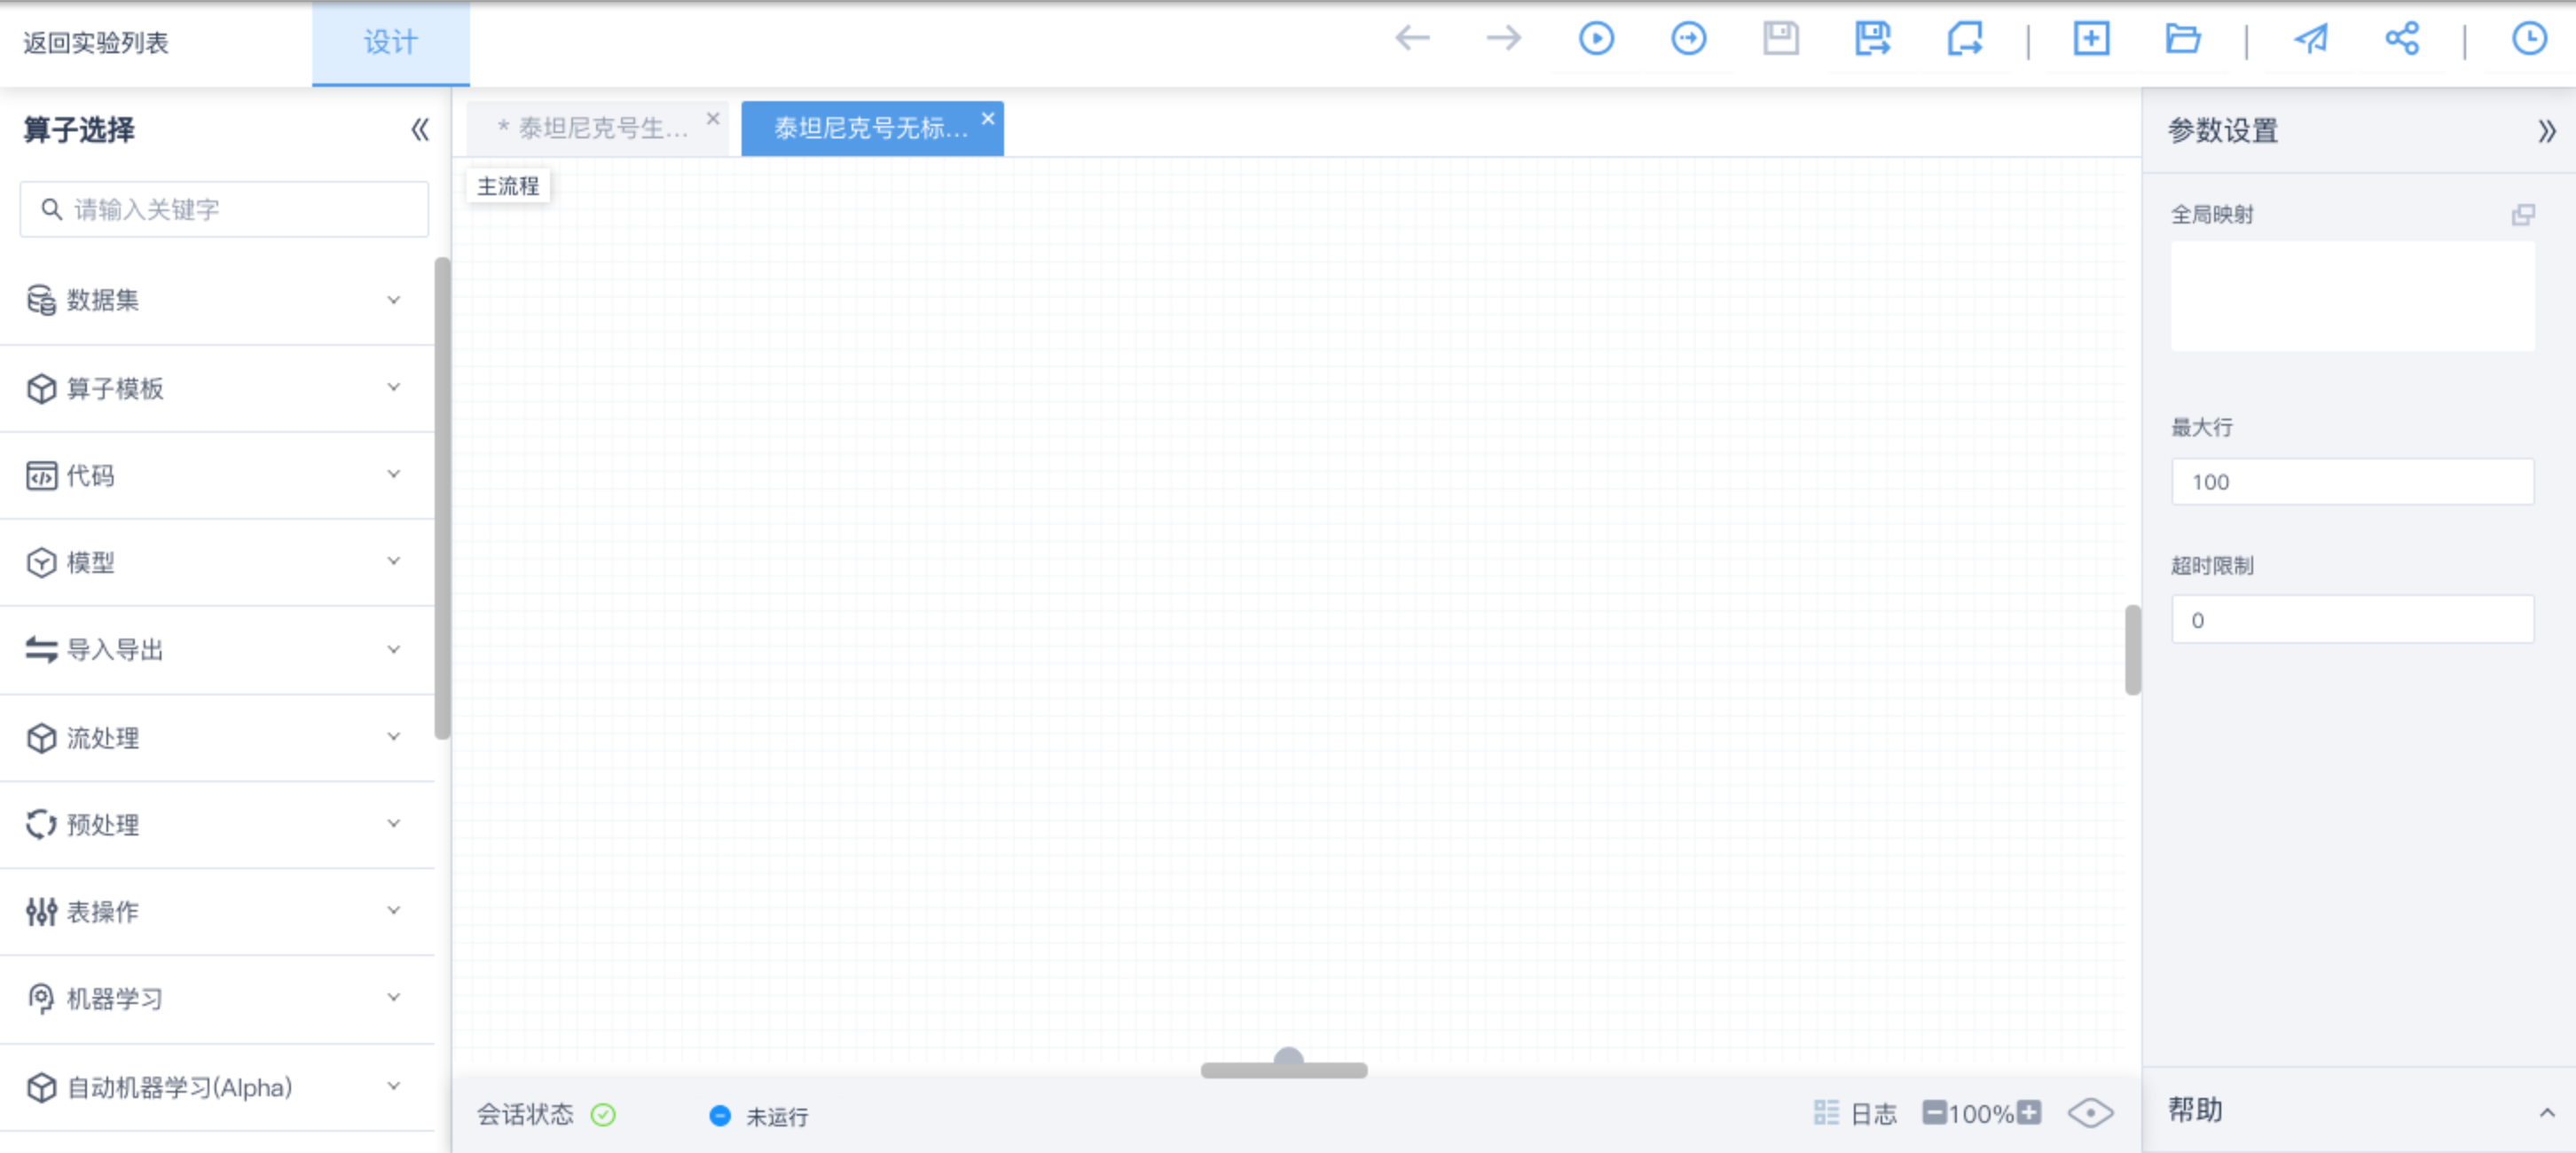 返回实验列表
设计
算子选择
请输入关键字
数据集
算子模板
代码
模型
导入导出
流处理
预处理
表操作
机器学习
自动机器学习(Alpha)
* 泰坦尼克号生...
泰坦尼克号无标...
主流程
会话状态
未运行
日志
100%
参数设置
全局映射
最大行
100
超时限制
0
帮助